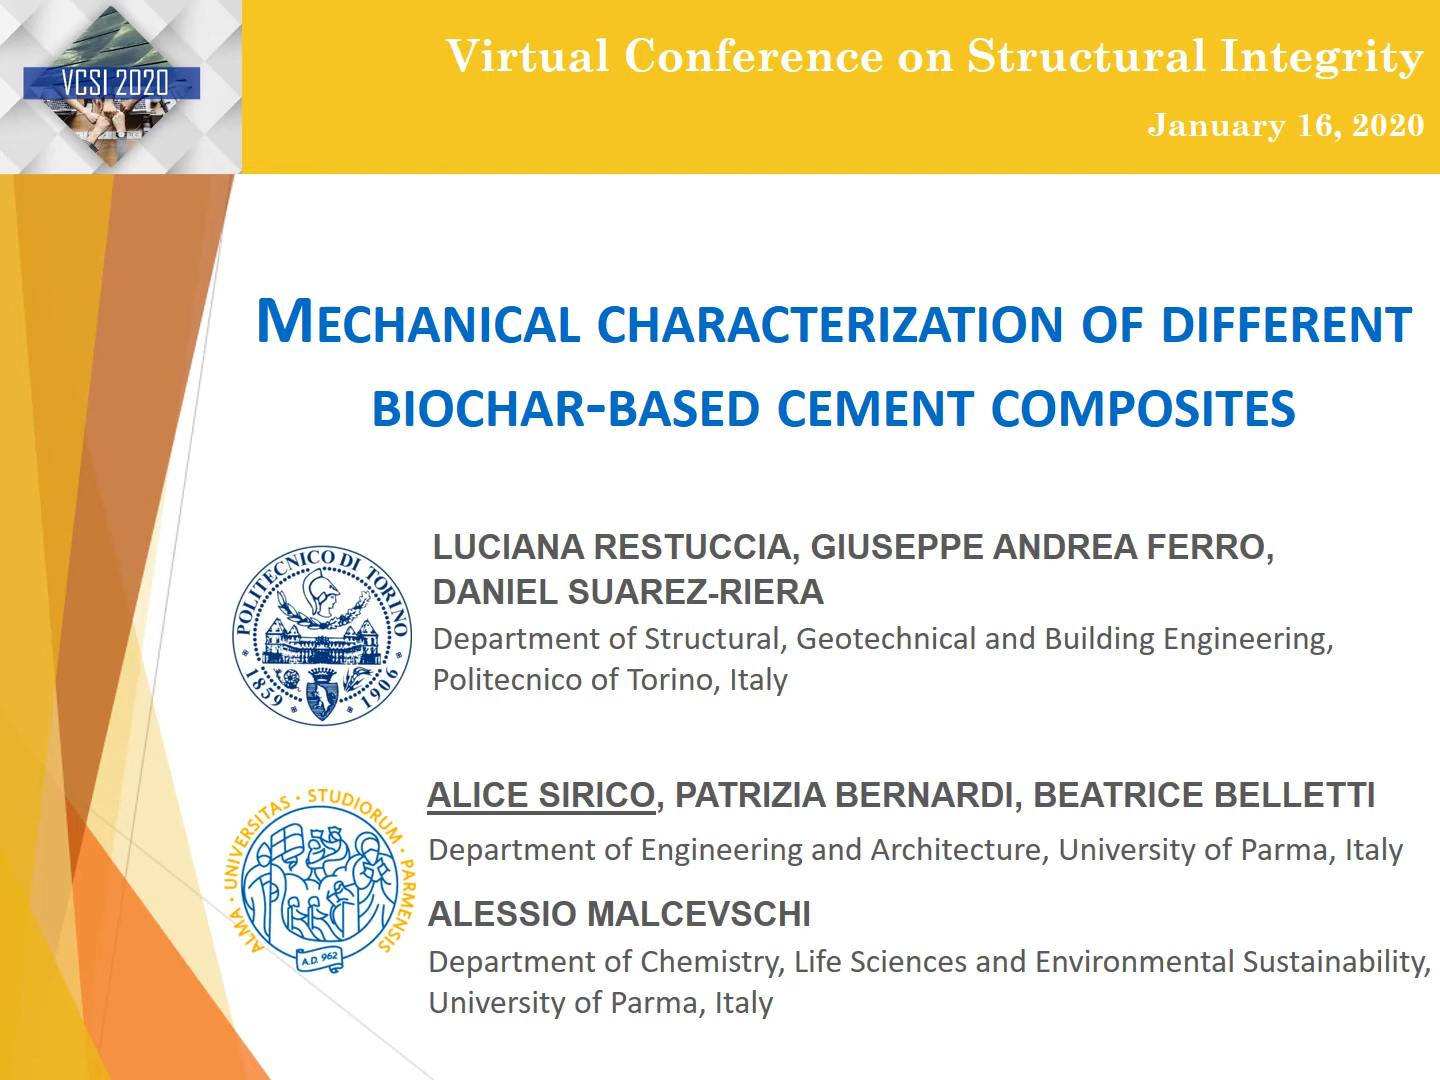 VCSI 2020
Virtual Conference on Structural Integrity
January 16, 2020
MECHANICAL CHARACTERIZATION OF DIFFERENT
BIOCHAR-BASED CEMENT COMPOSITES
LUCIANA RESTUCCIA, GIUSEPPE ANDREA FERRO,
DANIEL SUAREZ-RIERA
Department of Structural, Geotechnical and Building Engineering,
Politecnico of Torino, Italy
POLITECNICO DI TORINO
1859 1906
ALICE SIRICO, PATRIZIA BERNARDI, BEATRICE BELLETTI
Department of Engineering and Architecture, University of Parma, Italy
ALESSIO MALCEVSCHI
Department of Chemistry, Life Sciences and Environmental Sustainability,
University of Parma, Italy
ALMA · UNIVERSITAS · STUDIORUM · PARMENSIS
A.D. 962